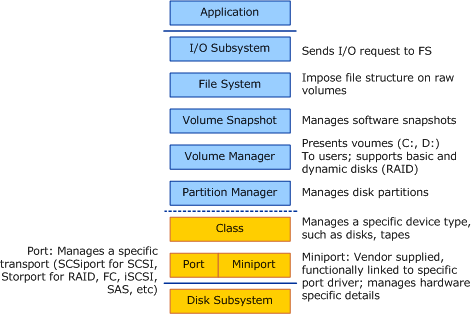 Application
I/O Subsystem
Sends I/O request to FS
File System
Impose file structure on raw
volumes
Volume Snapshot
Manages software snapshots
Volume Manager
Presents voumes (C:, D:)
To users; supports basic and
dynamic disks (RAID)
Partition Manager
Manages disk partitions
Class
Manages a specific device type,
such as disks, tapes
Port: Manages a specific
transport (SCSiport for SCSI,
Storport for RAID, FC, iSCSI,
SAS, etc)
Port
Miniport
Miniport: Vendor supplied,
functionally linked to specific
port driver; manages hardware
specific details
Disk Subsystem